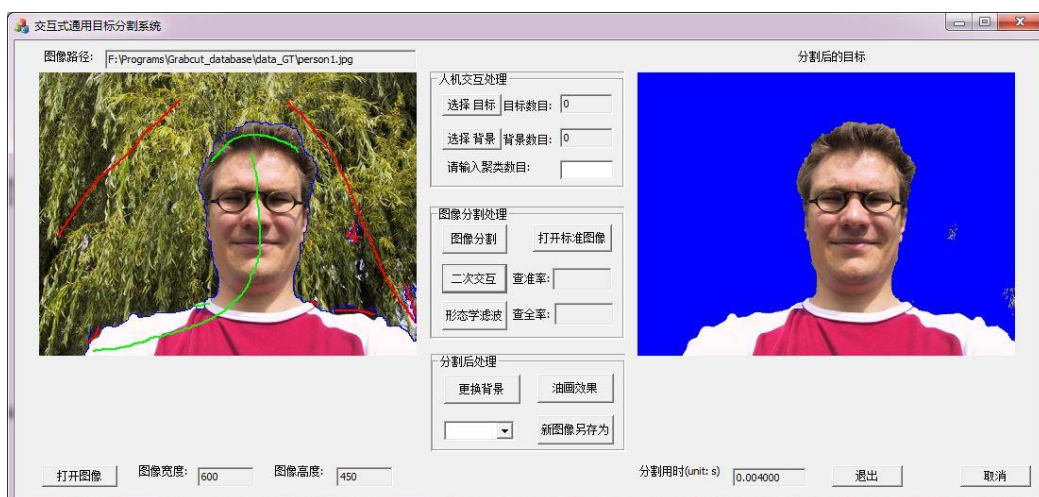 交互式通用目标分割系统
图像路径: F:\Programs\Grabcut_database\data_GT\person1.jpg
分割后的目标
人机交互处理
选择 目标 目标数目: 0
选择 背景 背景数目: 0
请输入聚类数目:
图像分割处理
图像分割 打开标准图像
二次交互 查准率:
形态学滤波 查全率:
分割后处理
更换背景 油画效果
新图像另存为
打开图像 图像宽度: 600 图像高度: 450
分割用时(unit: s) 0.004000 退出 取消